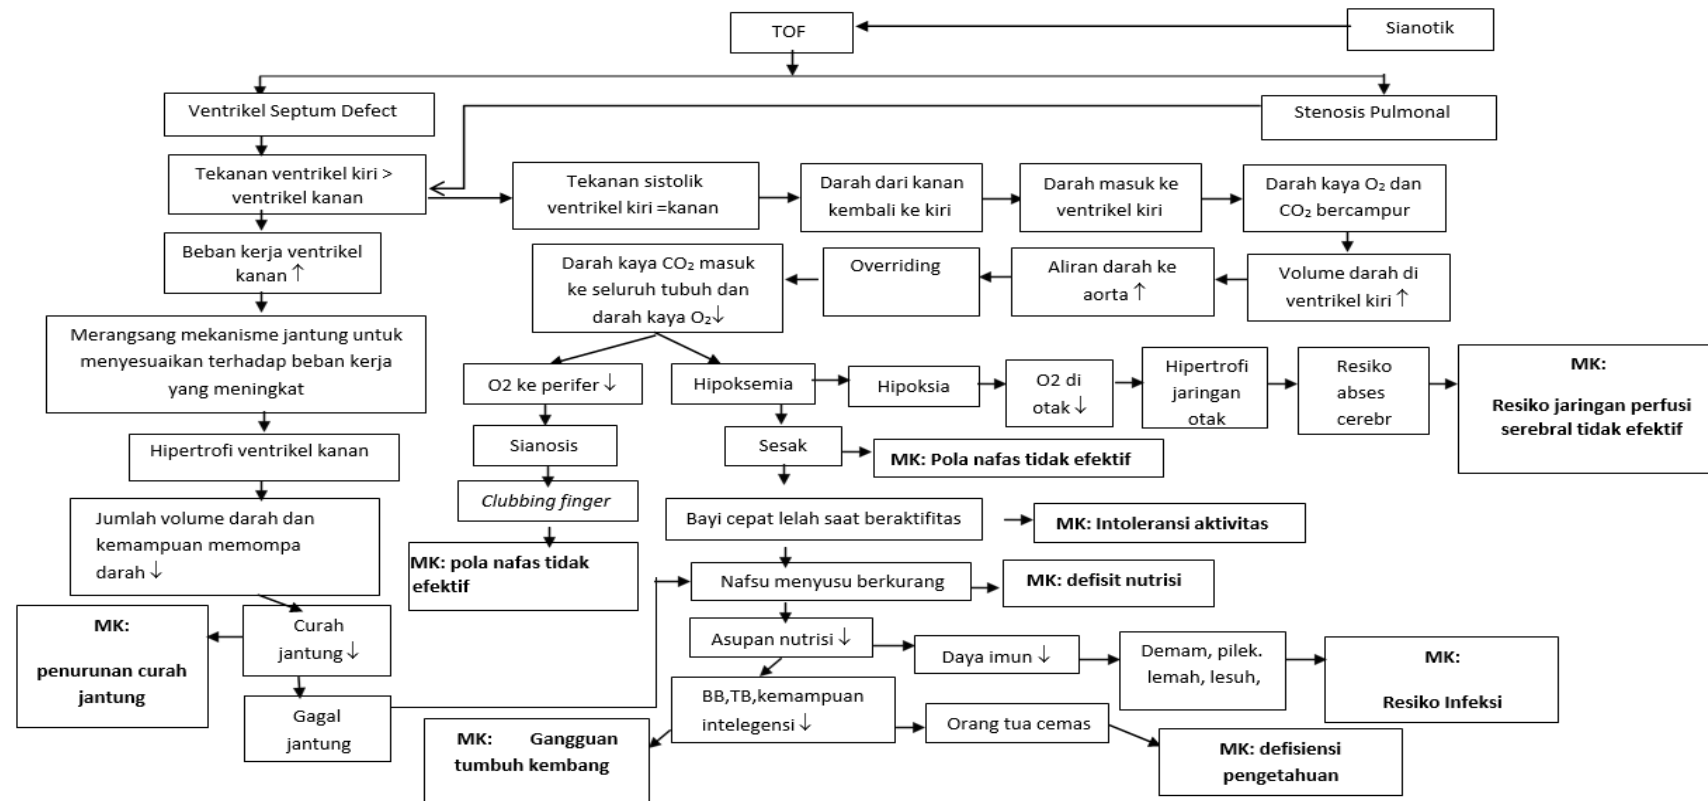 TOF
Sianotik
Ventrikel Septum Defect
Stenosis Pulmonal
Tekanan ventrikel kiri >
ventrikel kanan
Tekanan sistolik
ventrikel kiri =kanan
Darah dari kanan
kembali ke kiri
Darah masuk ke
ventrikel kiri
Darah kaya O₂ dan
CO₂ bercampur
Beban kerja ventrikel
kanan ↑
Darah kaya CO₂ masuk
ke seluruh tubuh dan
darah kaya O₂↓
Overriding
Aliran darah ke
aorta ↑
Volume darah di
ventrikel kiri ↑
Merangsang mekanisme jantung untuk
menyesuaikan terhadap beban kerja
yang meningkat
O2 ke perifer ↓
Hipoksemia
Hipoksia
O2 di
otak ↓
Hipertrofi
jaringan
otak
Resiko
abses
cerebr
MK:
Resiko jaringan perfusi
serebral tidak efektif
Hipertrofi ventrikel kanan
Sianosis
Sesak
MK: Pola nafas tidak efektif
Clubbing finger
Jumlah volume darah dan
kemampuan memompa
darah ↓
Bayi cepat lelah saat beraktifitas
MK: Intoleransi aktivitas
MK: pola nafas tidak
efektif
Nafsu menyusu berkurang
MK: defisit nutrisi
MK:
penurunan curah
jantung
Curah
jantung ↓
Asupan nutrisi ↓
Daya imun ↓
Demam, pilek.
lemah, lesuh,
MK:
Resiko Infeksi
Gagal
jantung
BB,TB,kemampuan
intelegensi ↓
Orang tua cemas
MK: Gangguan
tumbuh kembang
MK: defisiensi
pengetahuan